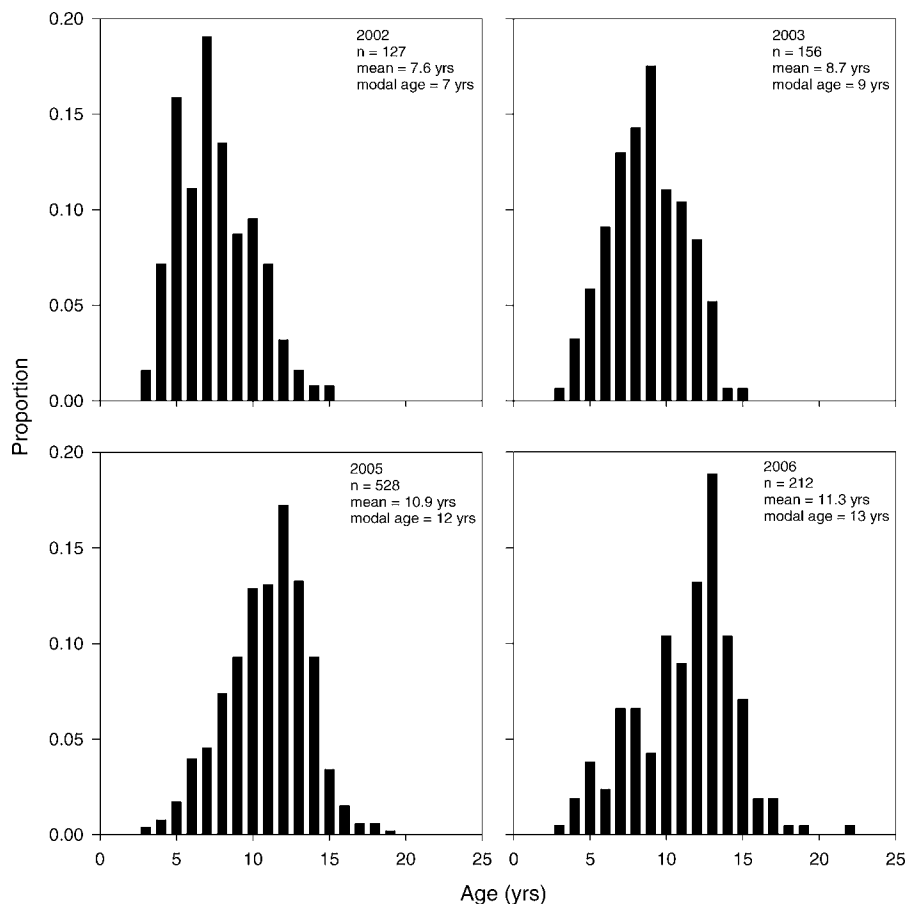 0.20
0.15
0.10
0.05
0.00
2002
n = 127
mean = 7.6 yrs
modal age = 7 yrs
2003
n = 156
mean = 8.7 yrs
modal age = 9 yrs
Proportion
0.20
0.15
0.10
0.05
0.00
2005
n = 528
mean = 10.9 yrs
modal age = 12 yrs
2006
n = 212
mean = 11.3 yrs
modal age = 13 yrs
0 5 10 15 20 25
0 5 10 15 20 25
Age (yrs)